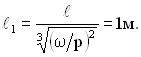 ℓ₁ = ℓ / ∛((ω/р)²) = 1м.